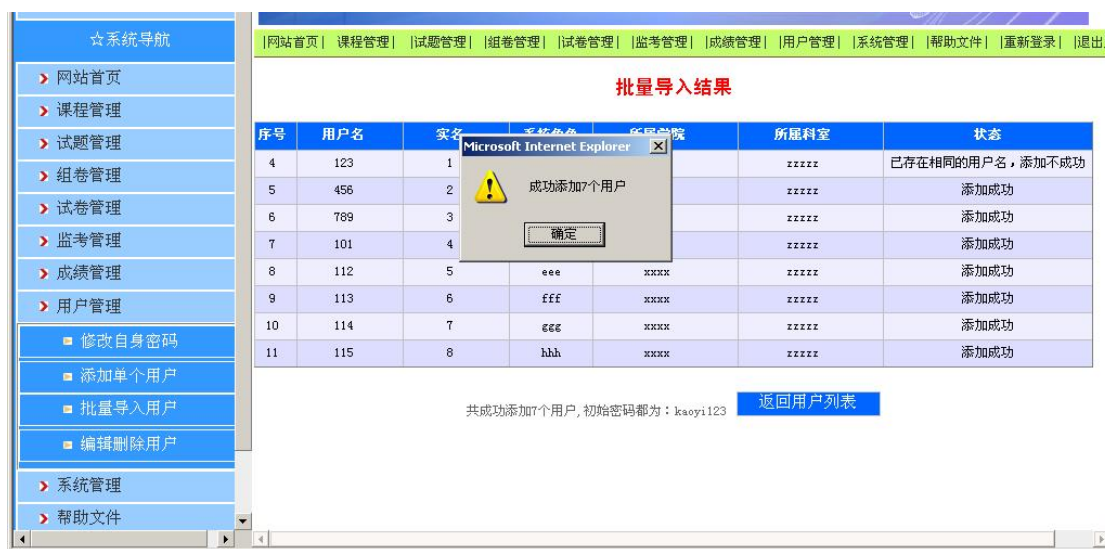 ☆系统导航
|网站首页| 课程管理| |试题管理| |组卷管理| |试卷管理| |监考管理| |成绩管理| |用户管理| |系统管理| |帮助文件| |重新登录| |退出
网站首页
课程管理
试题管理
组卷管理
试卷管理
监考管理
成绩管理
用户管理
修改自身密码
添加单个用户
批量导入用户
编辑删除用户
系统管理
帮助文件
批量导入结果
序号 用户名 实名 所属科室 状态
4 123 1 zzzzz 已存在相同的用户名，添加不成功
5 456 2 zzzzz 添加成功
6 789 3 zzzzz 添加成功
7 101 4 zzzzz 添加成功
8 112 5 eee xxxx zzzzz 添加成功
9 113 6 fff xxxx zzzzz 添加成功
10 114 7 ggg xxxx zzzzz 添加成功
11 115 8 hhh xxxx zzzzz 添加成功
Microsoft Internet Explorer
成功添加7个用户
确定
共成功添加7个用户,初始密码都为：kaoyi123 返回用户列表